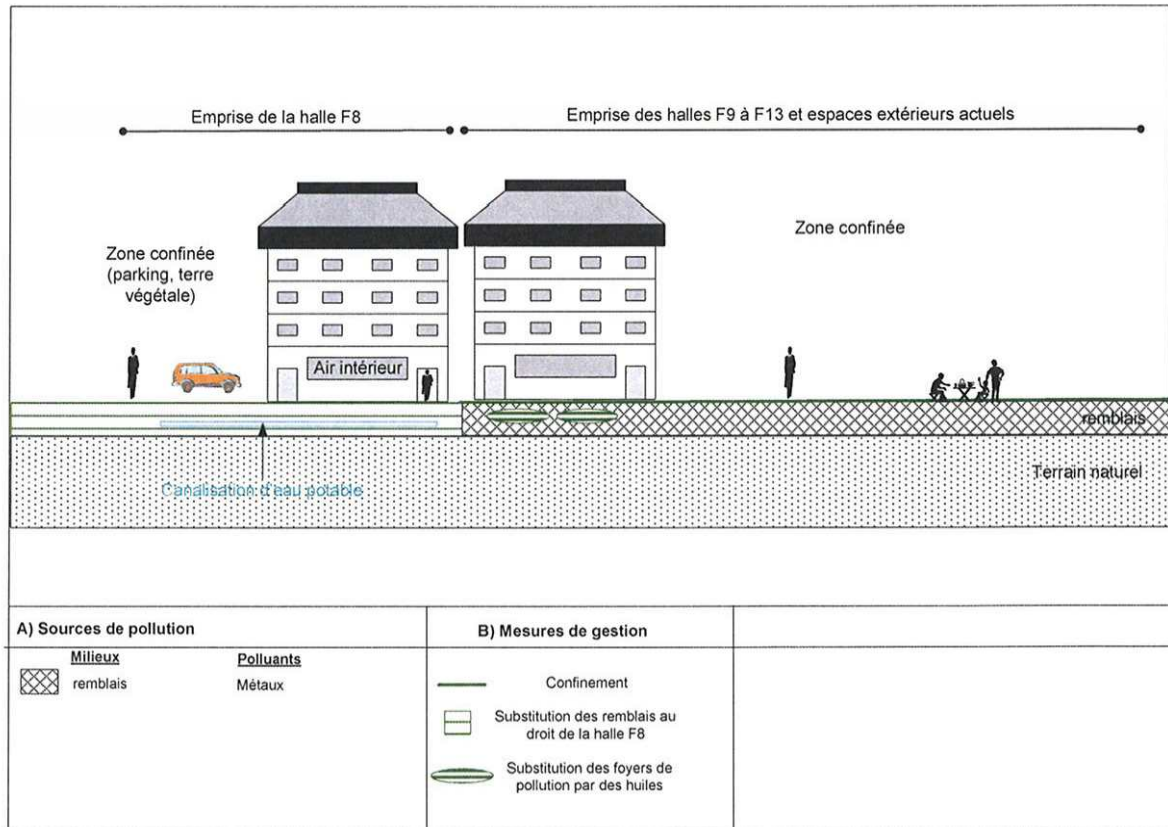 Emprise de la halle F8
Emprise des halles F9 à F13 et espaces extérieurs actuels
Zone confinée
(parking, terre
végétale)
Zone confinée
Air intérieur
remblais
Canalisation d'eau potable
Terrain naturel
A) Sources de pollution
Milieux
Polluants
remblais
Métaux
B) Mesures de gestion
Confinement
Substitution des remblais au
droit de la halle F8
Substitution des foyers de
pollution par des huiles